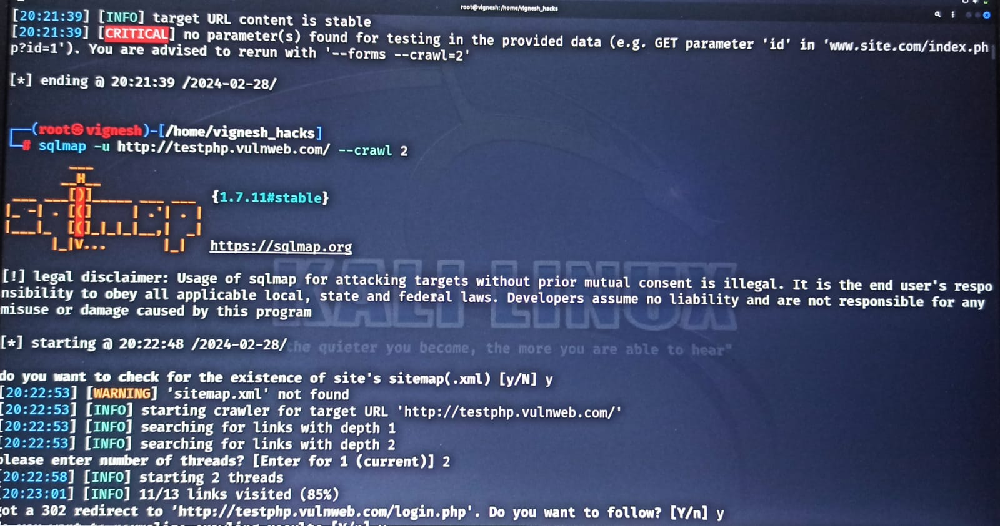 root@vignesh: /home/vignesh_hacks
[20:21:39] [INFO] target URL content is stable
[20:21:39] [CRITICAL] no parameter(s) found for testing in the provided data (e.g. GET parameter 'id' in 'www.site.com/index.ph
p?id=1'). You are advised to rerun with '--forms --crawl=2'
[*] ending @ 20:21:39 /2024-02-28/
(root㉿vignesh)-[/home/vignesh_hacks]
# sqlmap -u http://testphp.vulnweb.com/ --crawl 2
{1.7.11#stable}
https://sqlmap.org
KALI LINUX
[!] legal disclaimer: Usage of sqlmap for attacking targets without prior mutual consent is illegal. It is the end user's respo
nsibility to obey all applicable local, state and federal laws. Developers assume no liability and are not responsible for any
misuse or damage caused by this program
[*] starting @ 20:22:48 /2024-02-28/
the quieter you become, the more you are able to hear"
do you want to check for the existence of site's sitemap(.xml) [y/N] y
[20:22:53] [WARNING] 'sitemap.xml' not found
[20:22:53] [INFO] starting crawler for target URL 'http://testphp.vulnweb.com/'
[20:22:53] [INFO] searching for links with depth 1
[20:22:53] [INFO] searching for links with depth 2
please enter number of threads? [Enter for 1 (current)] 2
[20:22:58] [INFO] starting 2 threads
[20:23:01] [INFO] 11/13 links visited (85%)
got a 302 redirect to 'http://testphp.vulnweb.com/login.php'. Do you want to follow? [Y/n] y